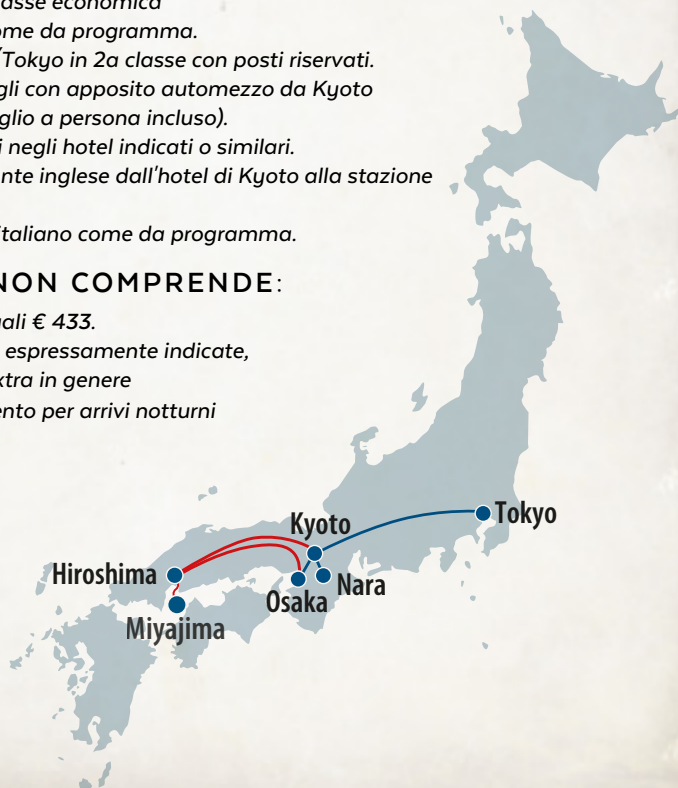 asse economica
ome da programma.
/Tokyo in 2a classe con posti riservati.
gli con apposito automezzo da Kyoto
glio a persona incluso).
i negli hotel indicati o similari.
nte inglese dall'hotel di Kyoto alla stazione
italiano come da programma.
NON COMPRENDE:
uali € 433.
espressamente indicate,
xtra in genere
nto per arrivi notturni
Tokyo
Kyoto
Hiroshima
Nara
Osaka
Miyajima